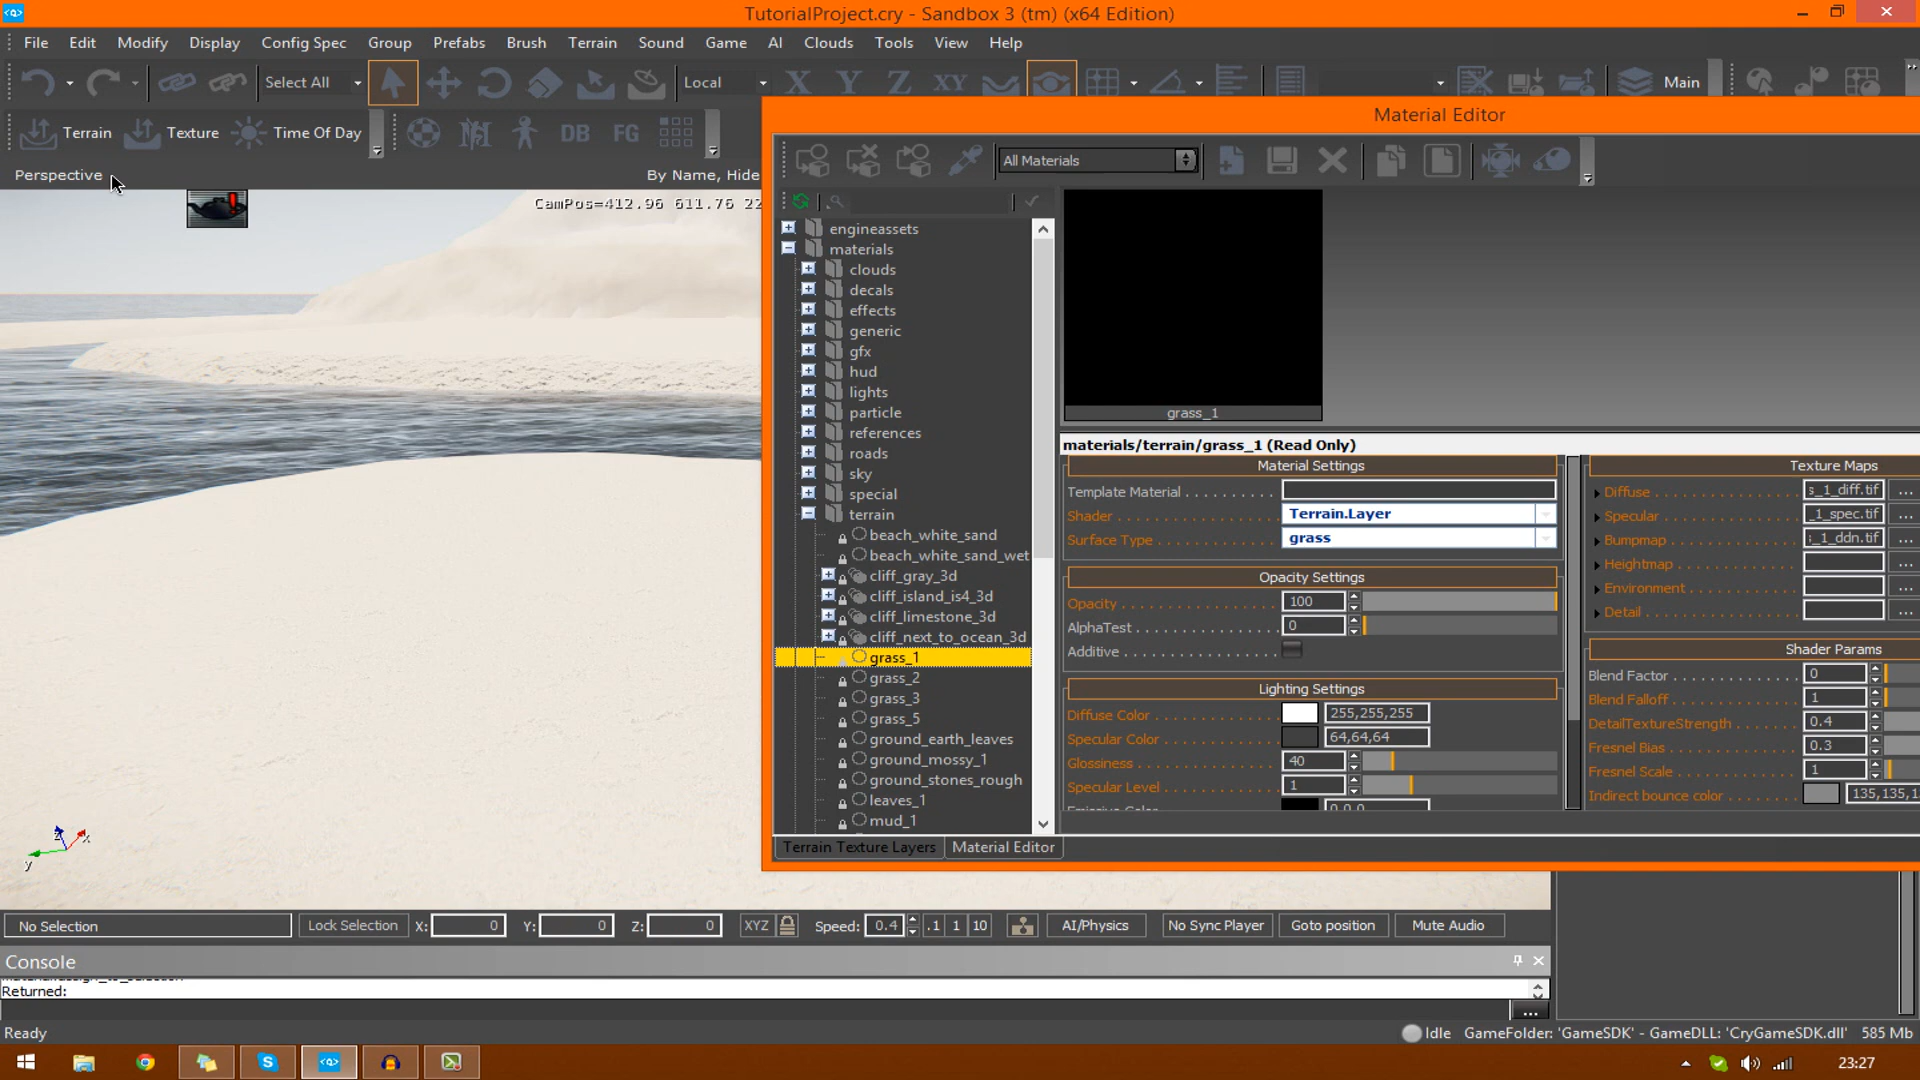 TutorialProject.cry - Sandbox 3 (tm) (x64 Edition)
File Edit Modify Display Config Spec Group Prefabs Brush Terrain Sound Game AI Clouds Tools View Help
Select All Local X Y Z XY Main
Terrain Texture Time Of Day DB FG
Material Editor
All Materials
Perspective By Name, Hide
CamPos=412.96 611.76 22
engineassets
materials
clouds
decals
effects
generic
gfx
hud
lights
particle
references
roads
sky
special
terrain
beach_white_sand
beach_white_sand_wet
cliff_gray_3d
cliff_island_is4_3d
cliff_limestone_3d
cliff_next_to_ocean_3d
grass_1
grass_2
grass_3
grass_5
ground_earth_leaves
ground_mossy_1
ground_stones_rough
leaves_1
mud_1
grass_1
materials/terrain/grass_1 (Read Only)
Material Settings
Template Material
Shader Terrain.Layer
Surface Type grass
Opacity Settings
Opacity 100
AlphaTest 0
Additive
Lighting Settings
Diffuse Color 255,255,255
Specular Color 64,64,64
Glossiness 40
Specular Level 1
Emissive Color 0,0,0
Texture Maps
Diffuse s_1_diff.tif ...
Specular _1_spec.tif ...
Bumpmap _1_ddn.tif ...
Heightmap ...
Environment ...
Detail ...
Shader Params
Blend Factor 0
Blend Falloff 1
DetailTextureStrength 0.4
Fresnel Bias 0.3
Fresnel Scale 1
Indirect bounce color 135,135,1
Terrain Texture Layers Material Editor
z x y
No Selection Lock Selection X: 0 Y: 0 Z: 0 XYZ Speed: 0.4 .1 1 10 AI/Physics No Sync Player Goto position Mute Audio
Console
Returned:
...
Ready Idle GameFolder: 'GameSDK' - GameDLL: 'CryGameSDK.dll' 585 Mb
23:27